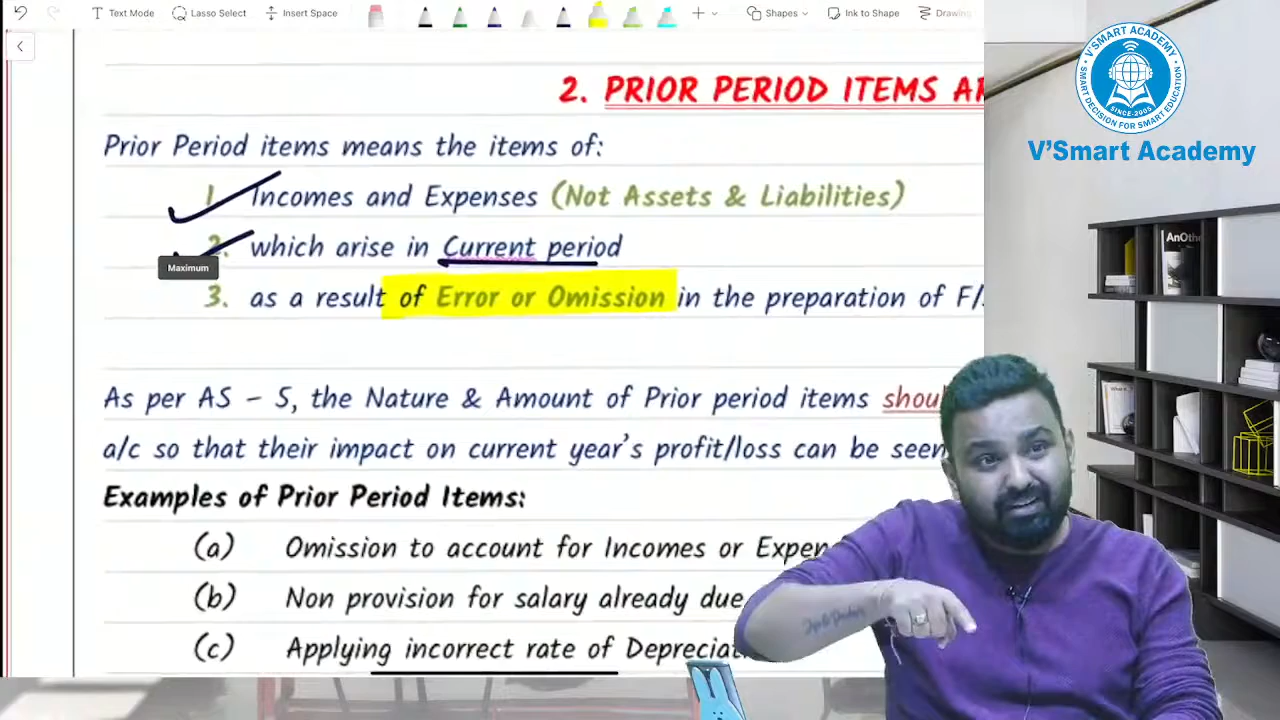 Text Mode Lasso Select Insert Space Shapes Ink to Shape Drawing
2. PRIOR PERIOD ITEMS
Prior Period items means the items of:
1. Incomes and Expenses (Not Assets & Liabilities)
2. which arise in Current period
Maximum
3. as a result of Error or Omission in the preparation of F/
As per AS – 5, the Nature & Amount of Prior period items
a/c so that their impact on current year's profit/loss can be seen
Examples of Prior Period Items:
(a) Omission to account for Incomes or
(b) Non provision for salary already due
(c) Applying incorrect rate of
V'SMART ACADEMY
SINCE-2005
SMART DECISION FOR SMART EDUCATION
V'Smart Academy